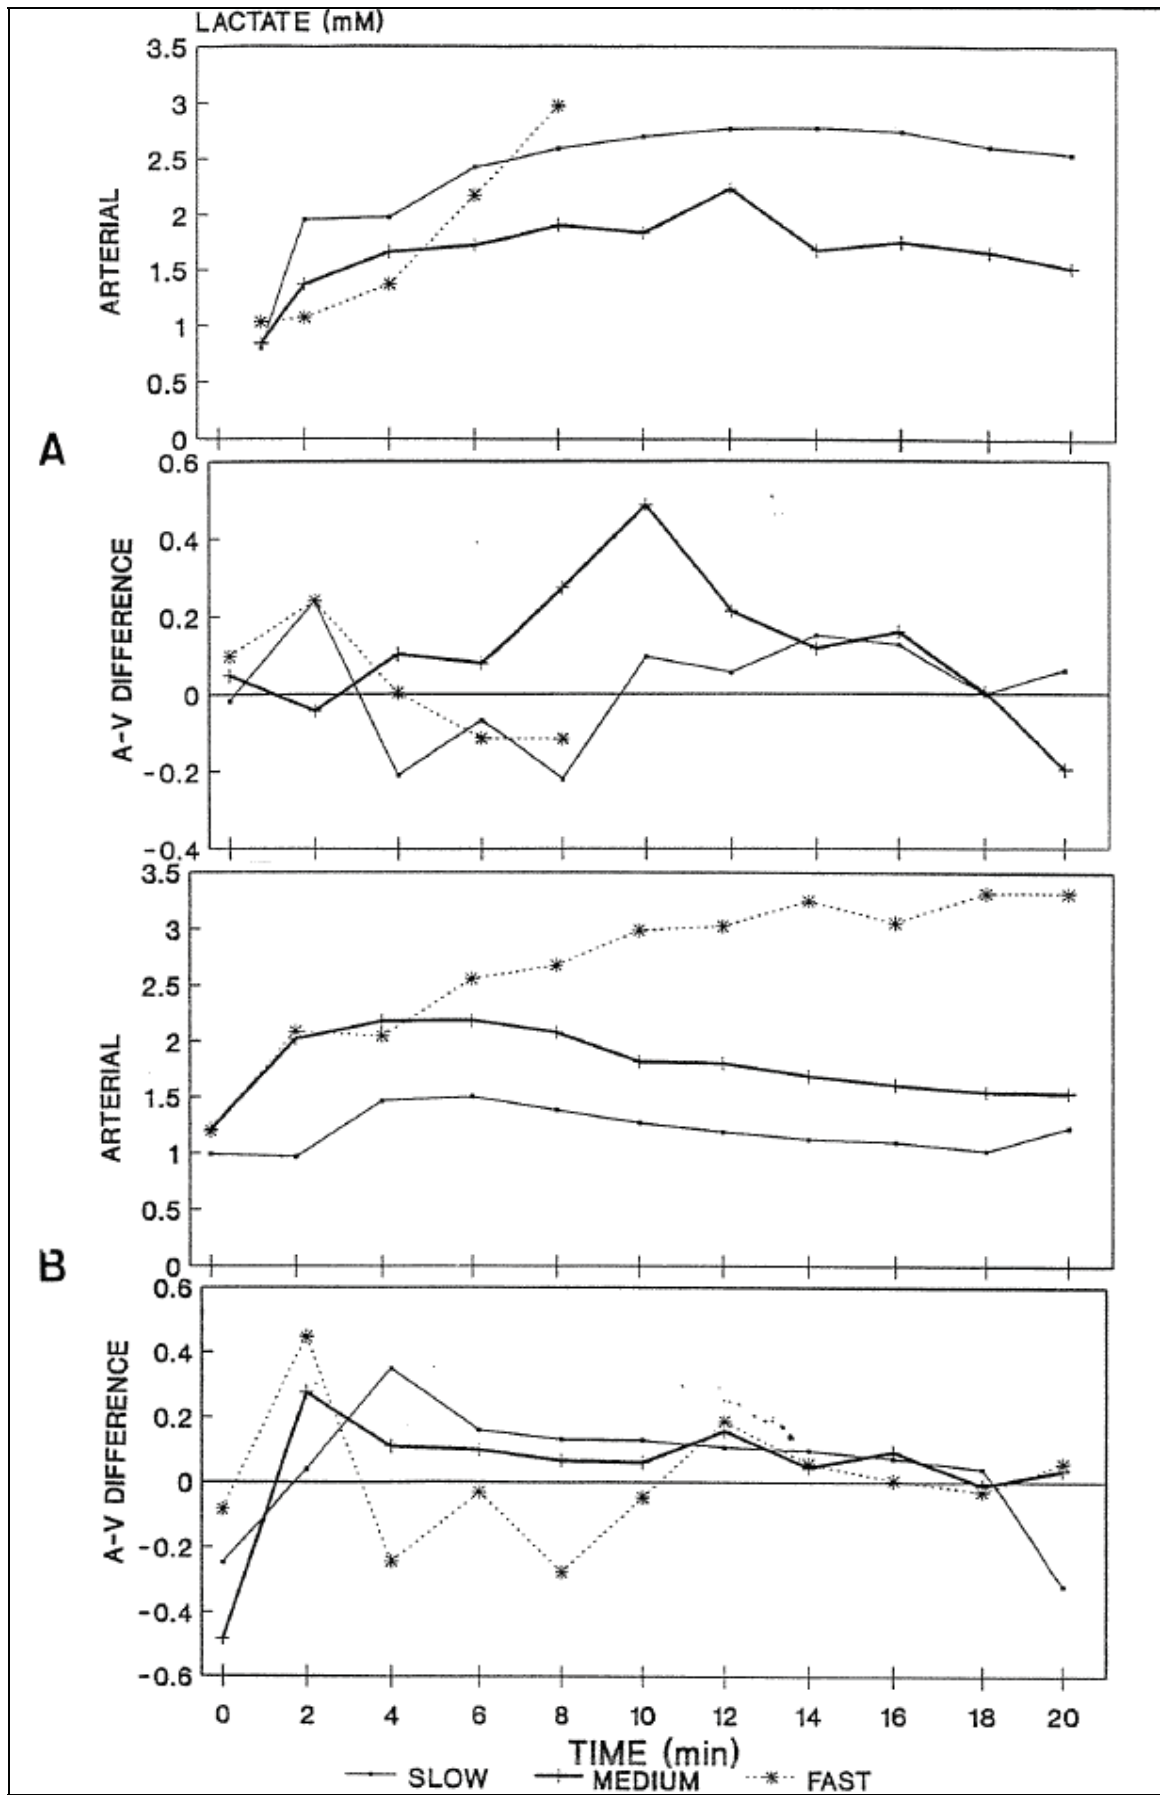 LACTATE (mM)
3.5
3
2.5
2
1.5
1
0.5
0
ARTERIAL
A
0.6
0.4
0.2
0
-0.2
-0.4
A-V DIFFERENCE
3.5
3
2.5
2
1.5
1
0.5
0
ARTERIAL
B
0.6
0.4
0.2
0
-0.2
-0.4
-0.6
A-V DIFFERENCE
0 2 4 6 8 10 12 14 16 18 20
TIME (min)
SLOW MEDIUM FAST